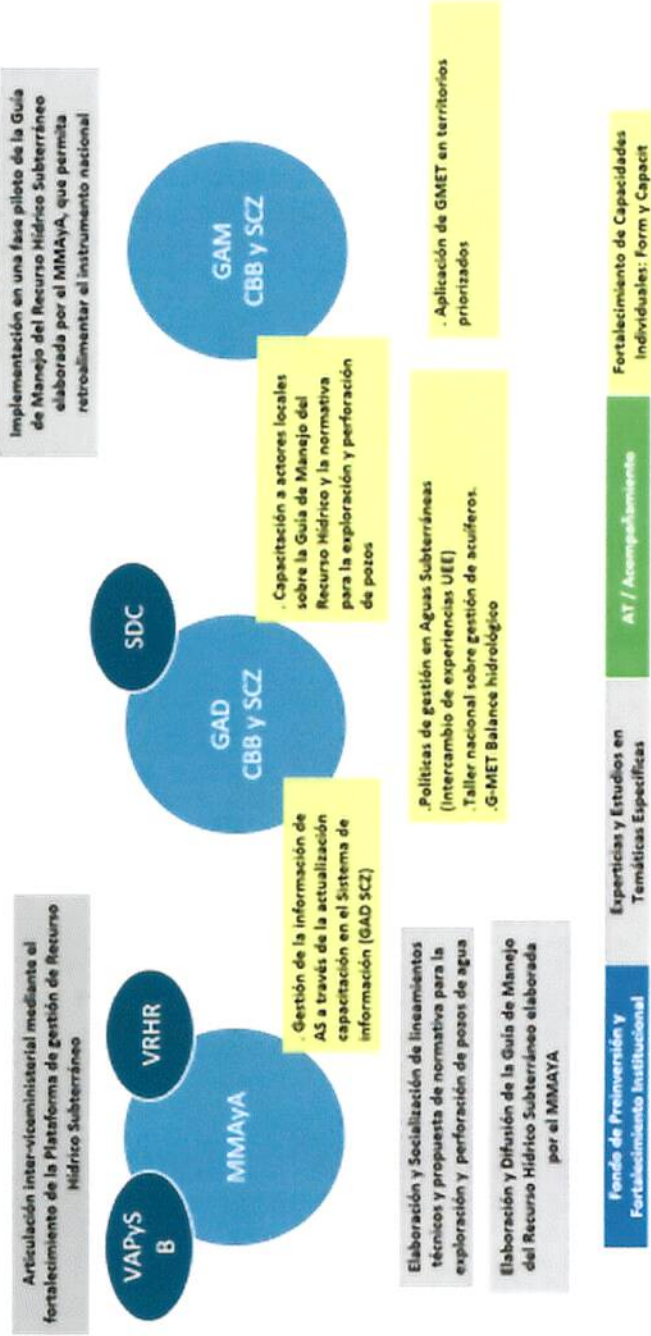 Articulación inter-viceministerial mediante el
fortalecimiento de la Plataforma de gestión de Recurso
Hídrico Subterráneo
Implementación en una fase piloto de la Guía
de Manejo del Recurso Hídrico Subterráneo
elaborada por el MMAyA, que permita
retroalimentar el instrumento nacional
VAPyS
B
VRHR
MMAyA
SDC
GAD
CBB y SCZ
GAM
CBB y SCZ
. Gestión de la información de
AS a través de la actualización
capacitación en el Sistema de
información (GAD SCZ)
. Capacitación a actores locales
sobre la Guía de Manejo del
Recurso Hídrico y la normativa
para la exploración y perforación
de pozos
Elaboración y Socialización de lineamientos
técnicos y propuesta de normativa para la
exploración y perforación de pozos de agua
Elaboración y Difusión de la Guía de Manejo
del Recurso Hídrico Subterráneo elaborada
por el MMAYA
.Políticas de gestión en Aguas Subterráneas
(Intercambio de experiencias UEE)
.Taller nacional sobre gestión de acuíferos.
.G-MET Balance hidrológico
. Aplicación de GMET en territorios
priorizados
Fondo de Preinversión y
Fortalecimiento Institucional
Experticias y Estudios en
Temáticas Específicas
AT / Acompañamiento
Fortalecimiento de Capacidades
Individuales: Form y Capacit